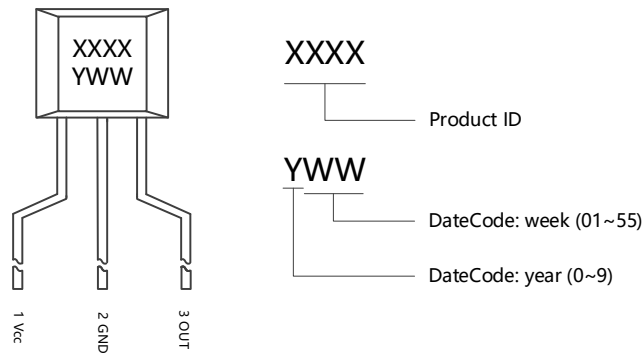 XXXX
YWW
1 Vcc
2 GND
3 OUT
XXXX
Product ID
YWW
DateCode: week (01~55)
DateCode: year (0~9)